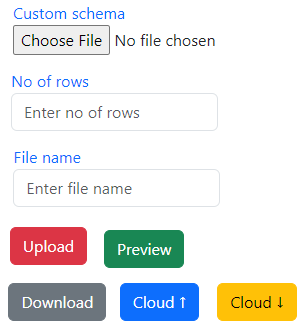 Custom schema
Choose File No file chosen
No of rows
Enter no of rows
File name
Enter file name
Upload Preview
Download Cloud ↑ Cloud ↓